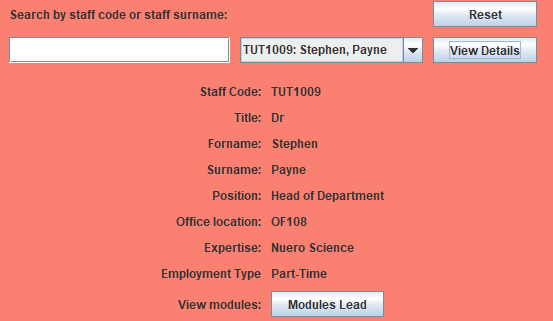 Search by staff code or staff surname:
Reset
TUT1009: Stephen, Payne
View Details
Staff Code: TUT1009
Title: Dr
Forname: Stephen
Surname: Payne
Position: Head of Department
Office location: OF108
Expertise: Nuero Science
Employment Type Part-Time
View modules: Modules Lead